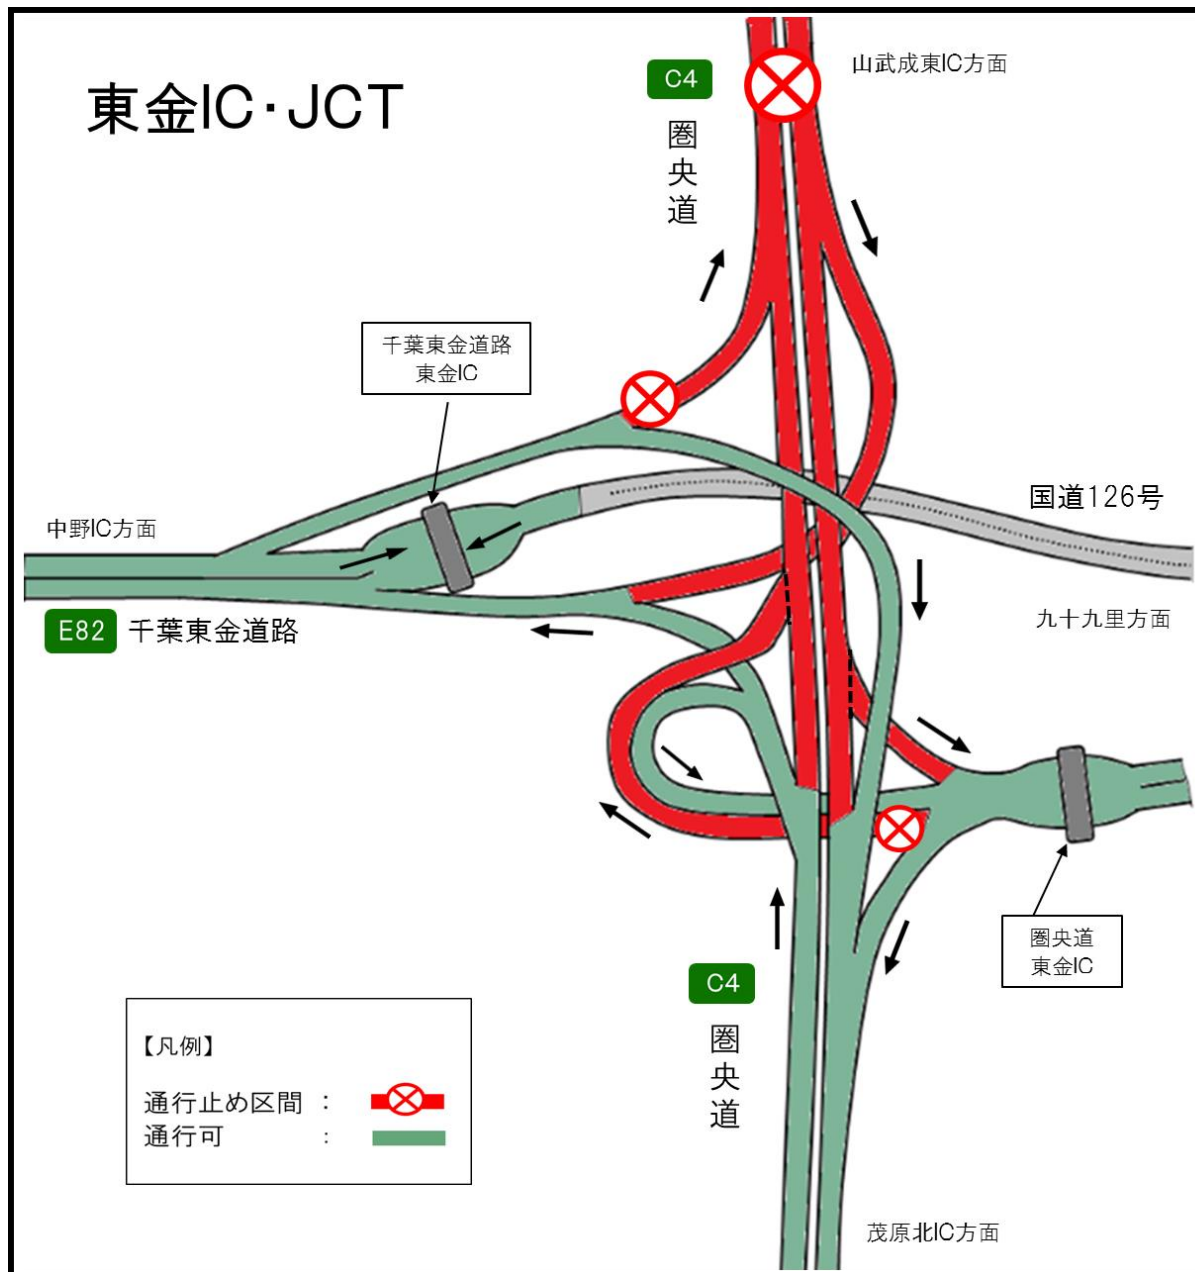 東金IC・JCT
C4
圏央道
山武成東IC方面
千葉東金道路
東金IC
中野IC方面
国道126号
E82 千葉東金道路
九十九里方面
圏央道
東金IC
C4
圏央道
【凡例】
通行止め区間 :
通行可 :
茂原北IC方面